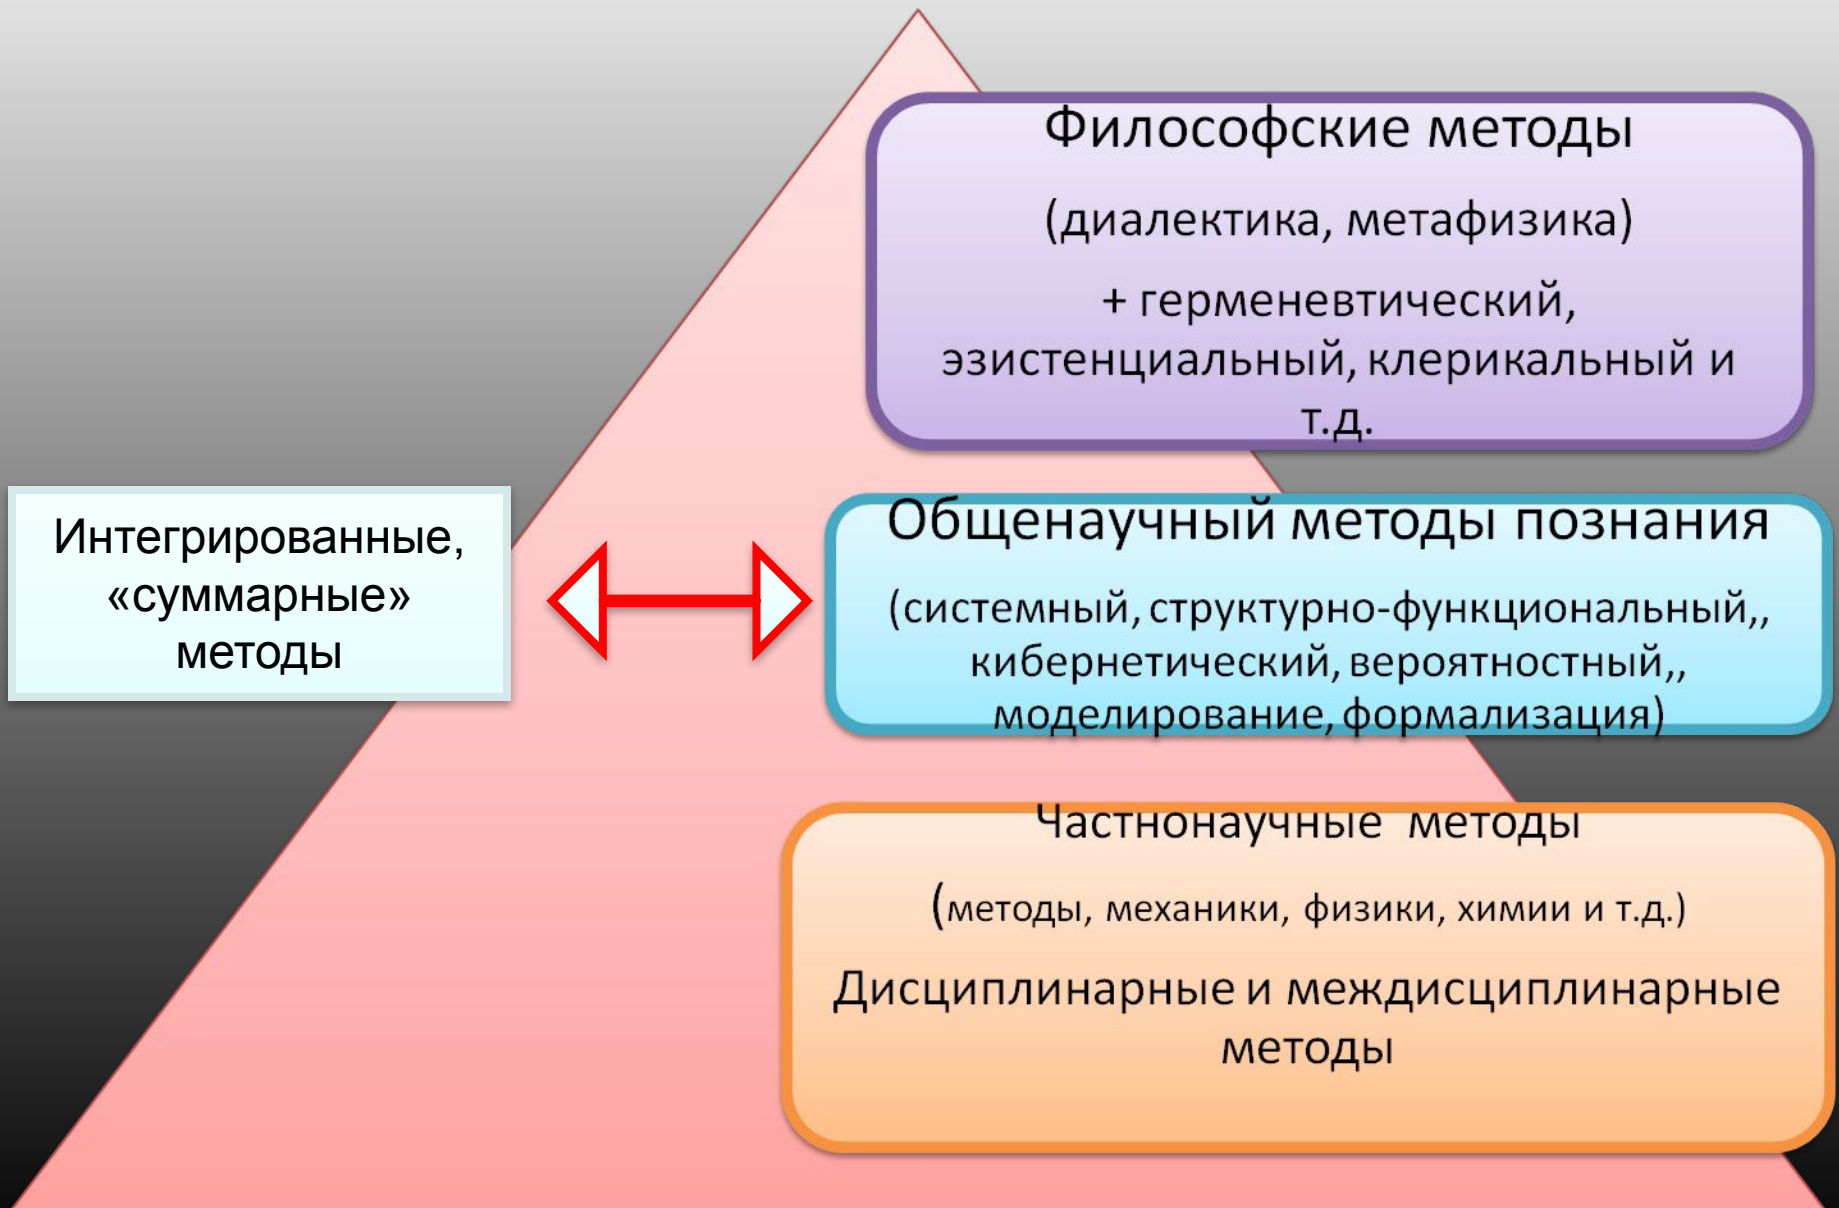 Философские методы
(диалектика, метафизика)
+ герменевтический,
эзистенциальный, клерикальный и
т.д.
Интегрированные,
«суммарные»
методы
Общенаучный методы познания
(системный, структурно-функциональный,,
кибернетический, вероятностный,,
моделирование, формализация)
Частнонаучные методы
(методы, механики, физики, химии и т.д.)
Дисциплинарные и междисциплинарные
методы